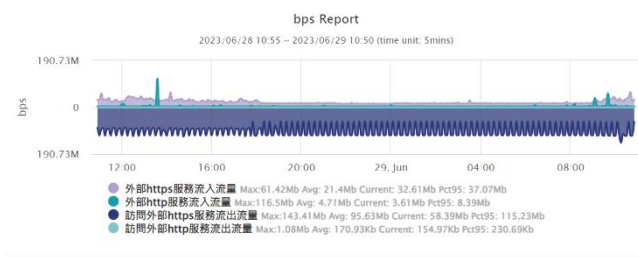 bps Report
2023/06/28 10:55 ~ 2023/06/29 10:50 (time unit: 5mins)
190.73M
bps
0
190.73M
12:00 16:00 20:00 29. Jun 04:00 08:00
外部https服務流入流量 Max:61.42Mb Avg: 21.4Mb Current: 32.61Mb Pct95: 37.07Mb
外部http服務流入流量 Max:116.5Mb Avg: 4.71Mb Current: 3.61Mb Pct95: 8.39Mb
訪問外部https服務流出流量 Max:143.41Mb Avg: 95.63Mb Current: 58.39Mb Pct95: 115.23Mb
訪問外部http服務流出流量 Max:1.08Mb Avg: 170.93Kb Current: 154.97Kb Pct95: 230.69Kb